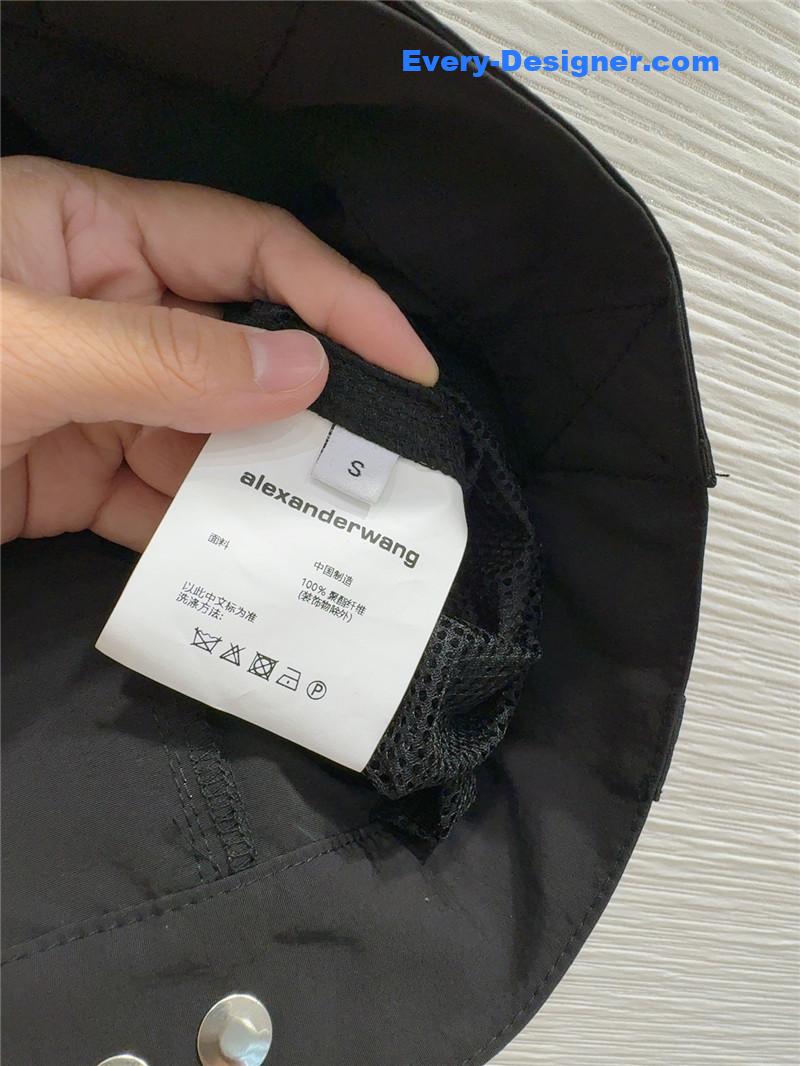 Every-Designer.com
S
alexanderwang
面料
中国制造
100% 聚酯纤维
(装饰物除外)
以此中文标为准
洗涤方法:
P